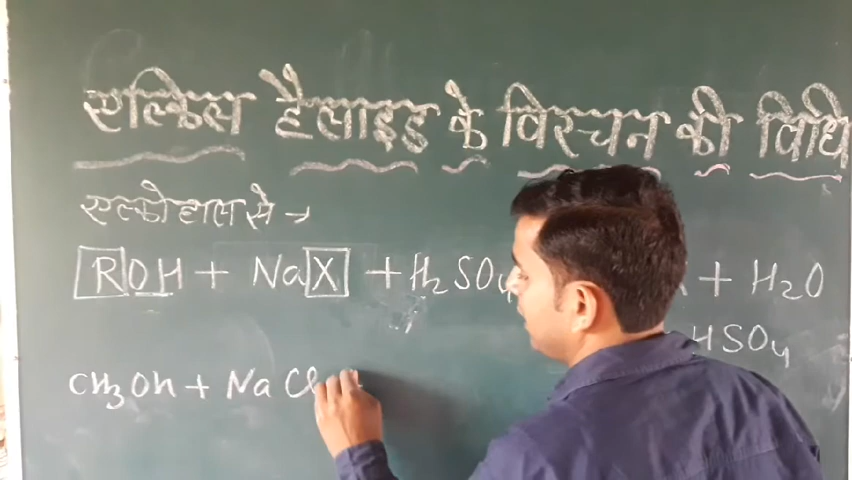 एल्किल हैलाइड के विरचन की विधि
एल्कोहाल से →
ROH + NaX + H₂SO₄ + H₂O
HSO₄
CH₃Oh + NaCl